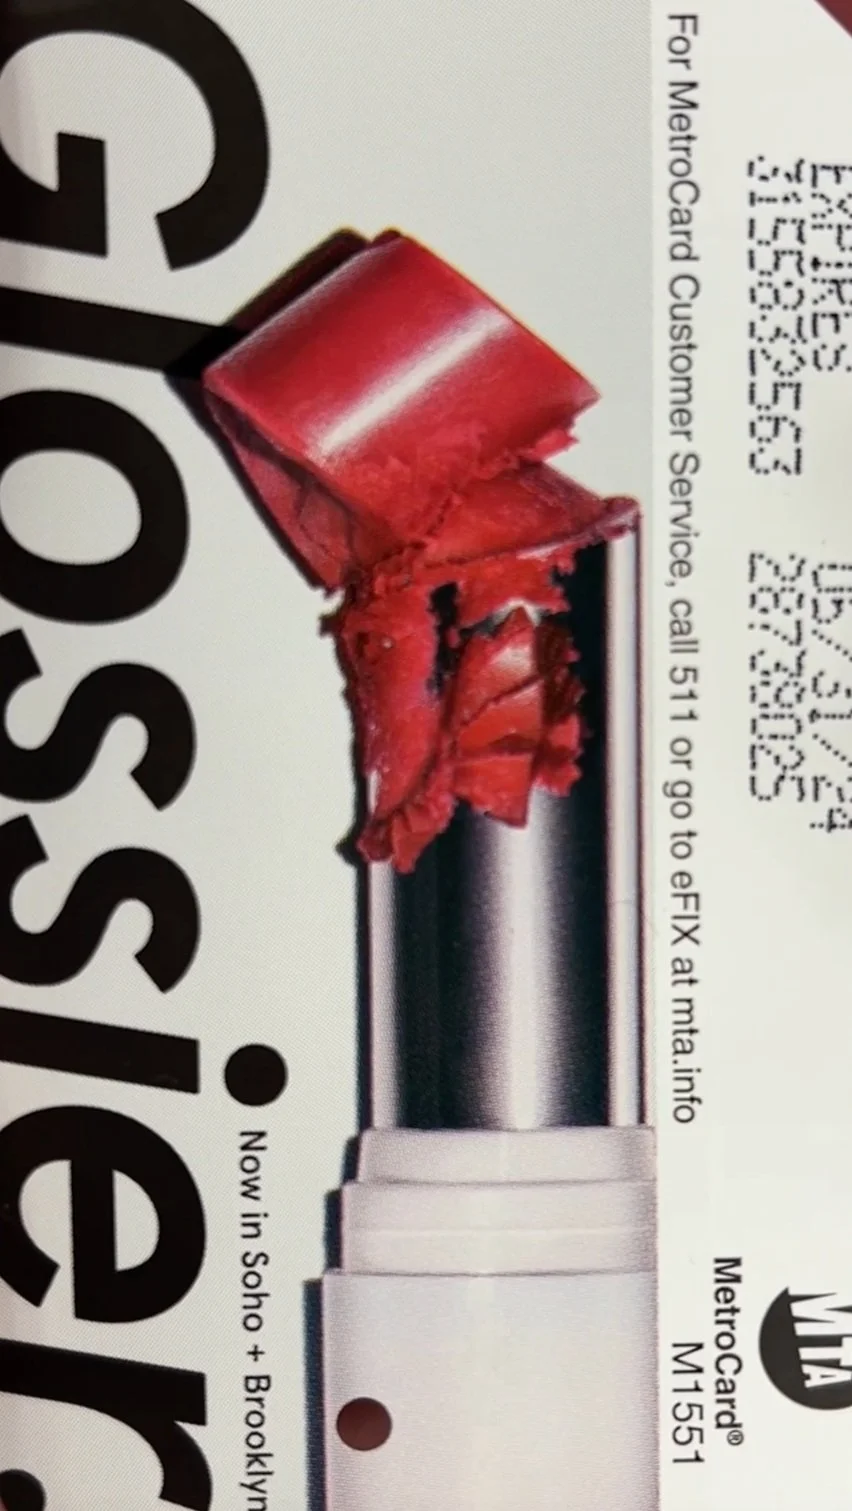 EXPIRES 05/31/24
3155832563 28739025
MTA
MetroCard®
For MetroCard Customer Service, call 511 or go to eFIX at mta.info M1551
Now in Soho + Brooklyn
Glossier.